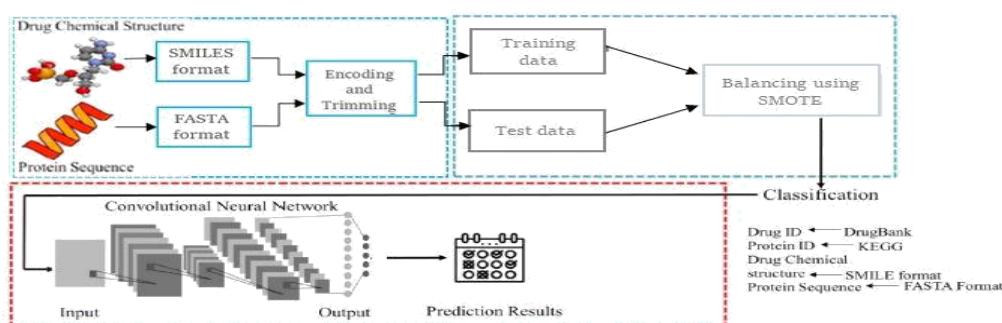 Drug Chemical Structure
SMILES
format
FASTA
format
Protein Sequence
Encoding
and
Trimming
Training
data
Test data
Balancing using
SMOTE
Classification
Drug ID DrugBank
Protein ID KEGG
Drug Chemical
structure SMILE format
Protein Sequence FASTA Format
Convolutional Neural Network
Input
Output
Prediction Results